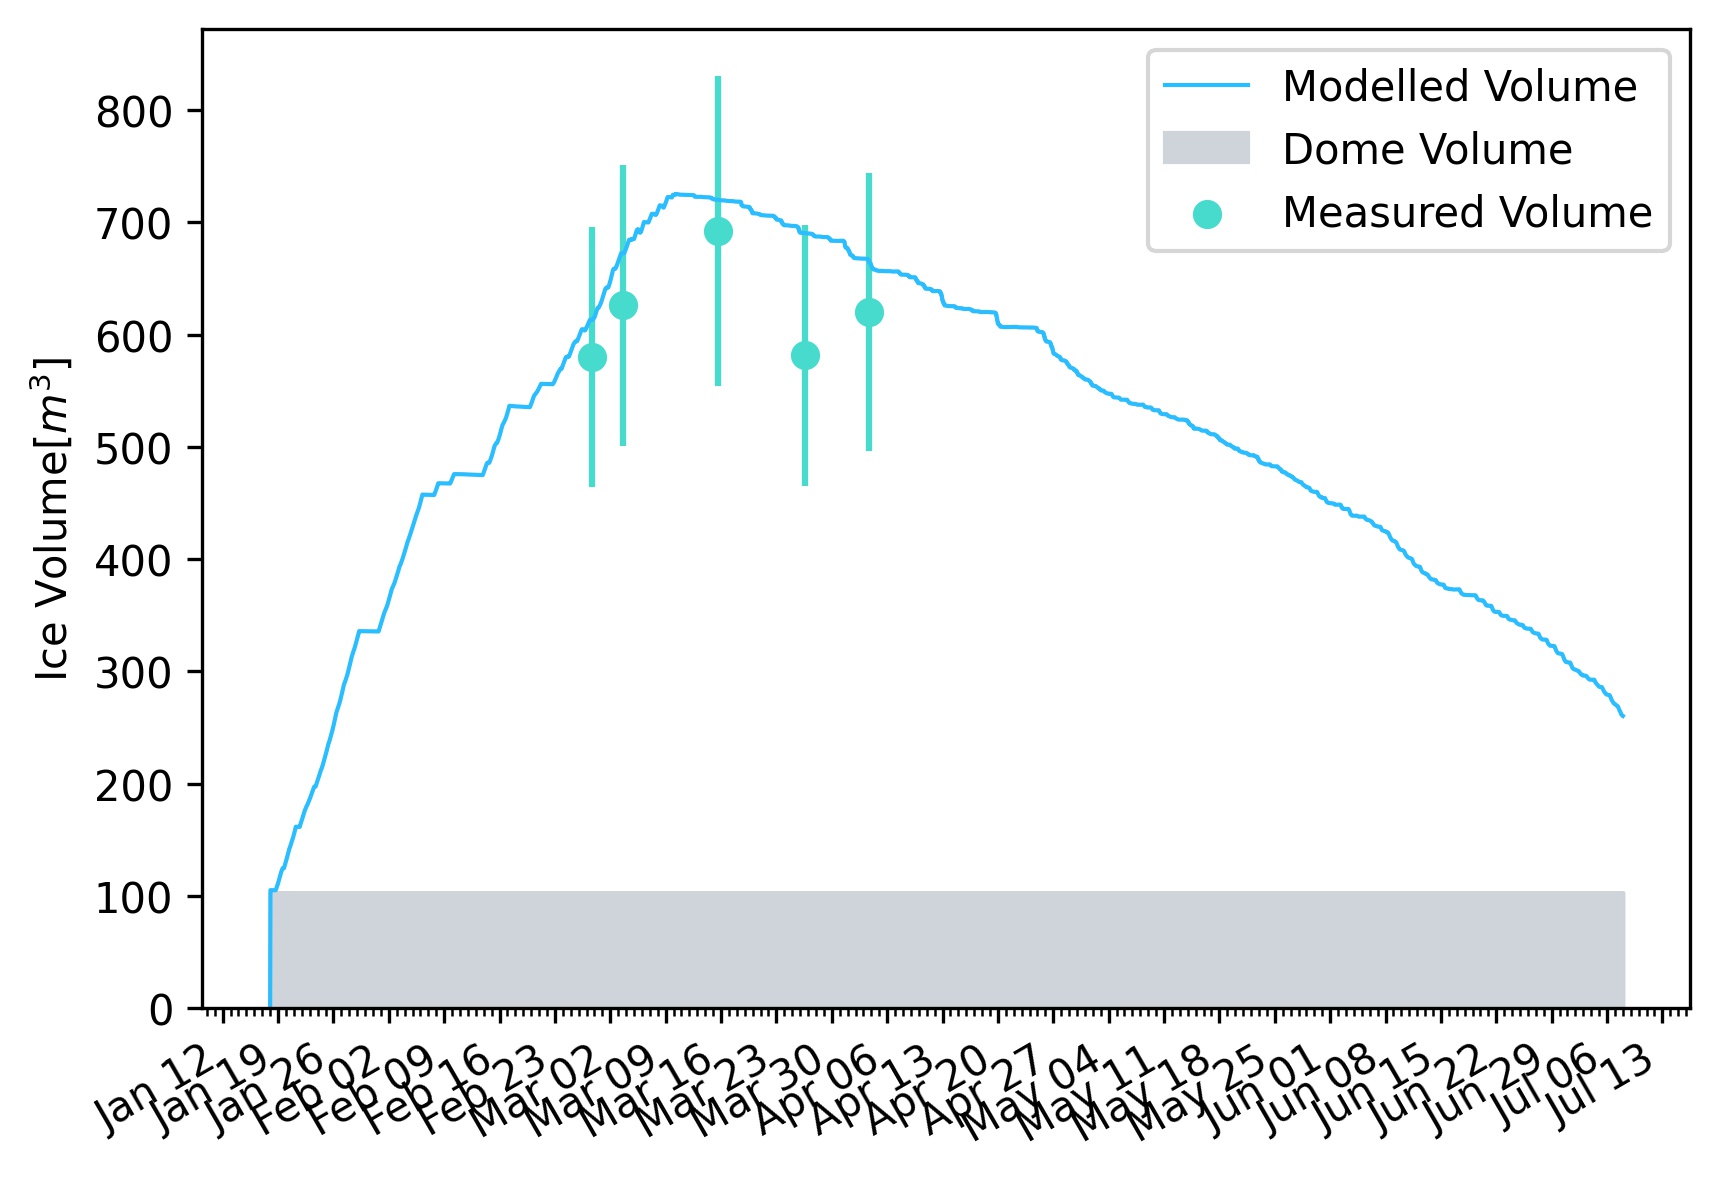 Modelled Volume
Dome Volume
Measured Volume
Ice Volume[m³]
800
700
600
500
400
300
200
100
0
Jan 12
Jan 19
Jan 26
Feb 02
Feb 09
Feb 16
Feb 23
Mar 02
Mar 09
Mar 16
Mar 23
Mar 30
Apr 06
Apr 13
Apr 20
Apr 27
May 04
May 11
May 18
May 25
Jun 01
Jun 08
Jun 15
Jun 22
Jun 29
Jul 06
Jul 13